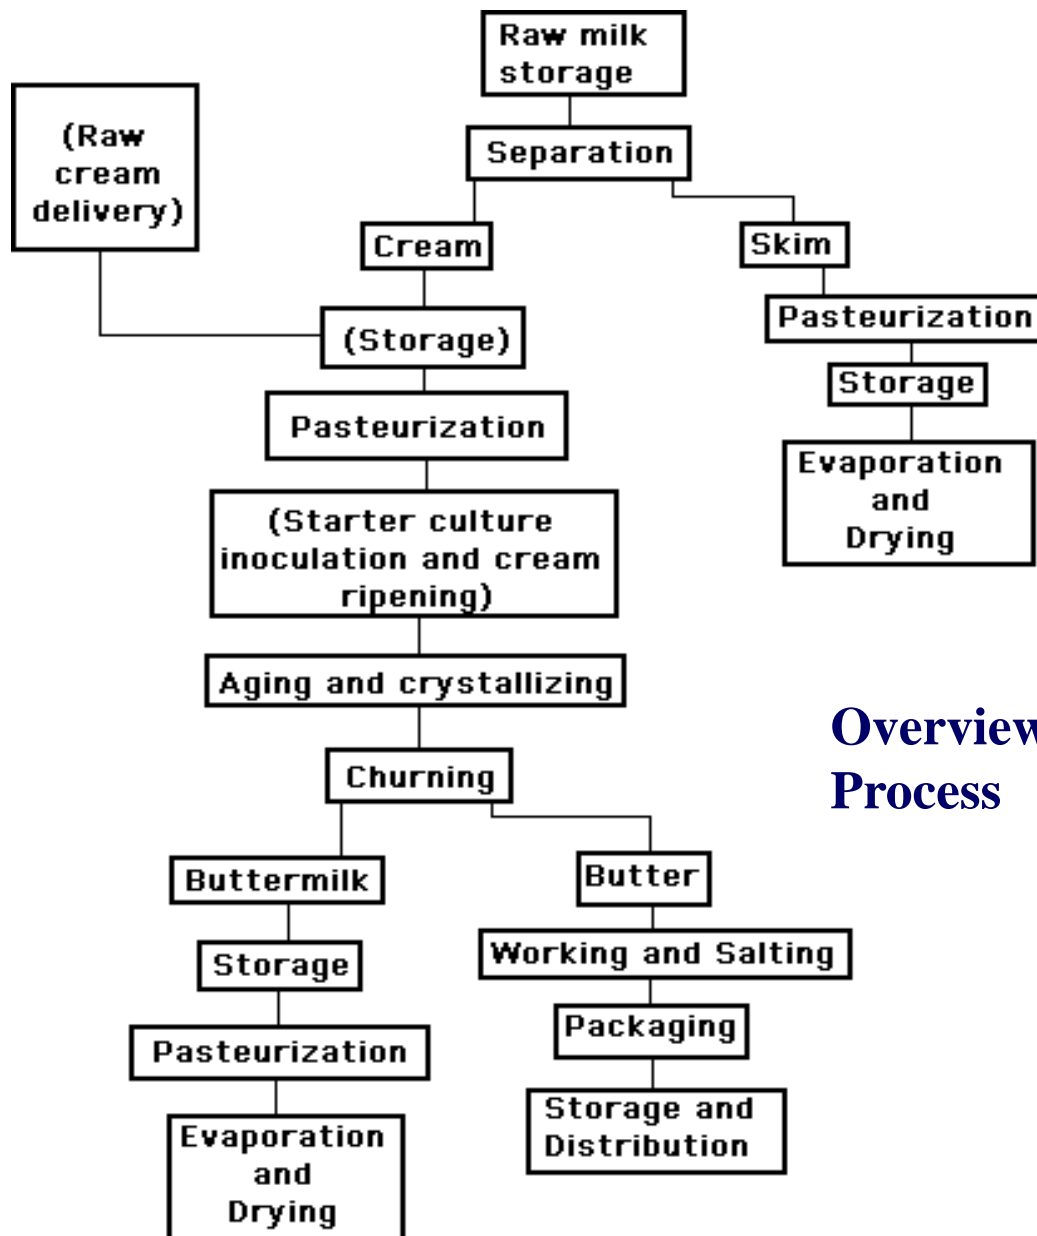 Raw milk
storage
(Raw
cream
delivery)
Separation
Cream
Skim
(Storage)
Pasteurization
Pasteurization
Storage
(Starter culture
inoculation and cream
ripening)
Evaporation
and
Drying
Aging and crystallizing
Overview
Process
Churning
Buttermilk
Butter
Storage
Working and Salting
Pasteurization
Packaging
Evaporation
and
Drying
Storage and
Distribution